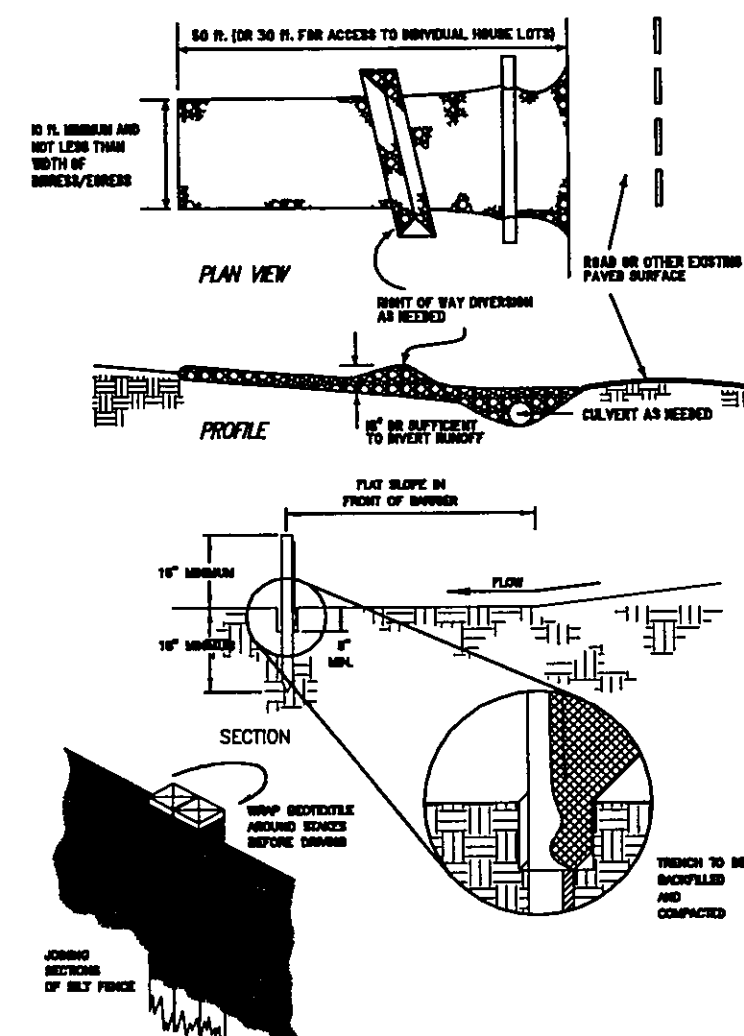 50 ft. (OR 30 ft. FOR ACCESS TO INDIVIDUAL HOUSE LOTS)
10 ft. MINIMUM AND
NOT LESS THAN
WIDTH OF
INGRESS/EGRESS
PLAN VIEW
ROAD OR OTHER EXISTING
PAVED SURFACE
RIGHT OF WAY DIVERSION
AS NEEDED
PROFILE
18" OR SUFFICIENT
TO DIVERT RUNOFF
CULVERT AS NEEDED
FLAT SLOPE IN
FRONT OF BARRIER
MINIMUM
FLOW
MINIMUM
MIN.
SECTION
WRAP GEOTEXTILE
AROUND STAKES
BEFORE DRIVING
TRENCH TO BE
BACKFILLED
AND
COMPACTED
JOINING
SECTIONS
OF SILT FENCE